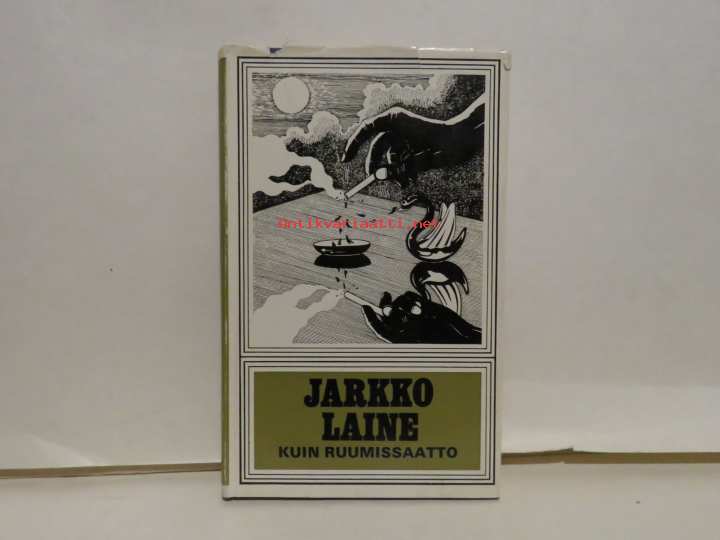 Antikvariaatti.net
JARKKO
LAINE
KUIN RUUMISSAATTO